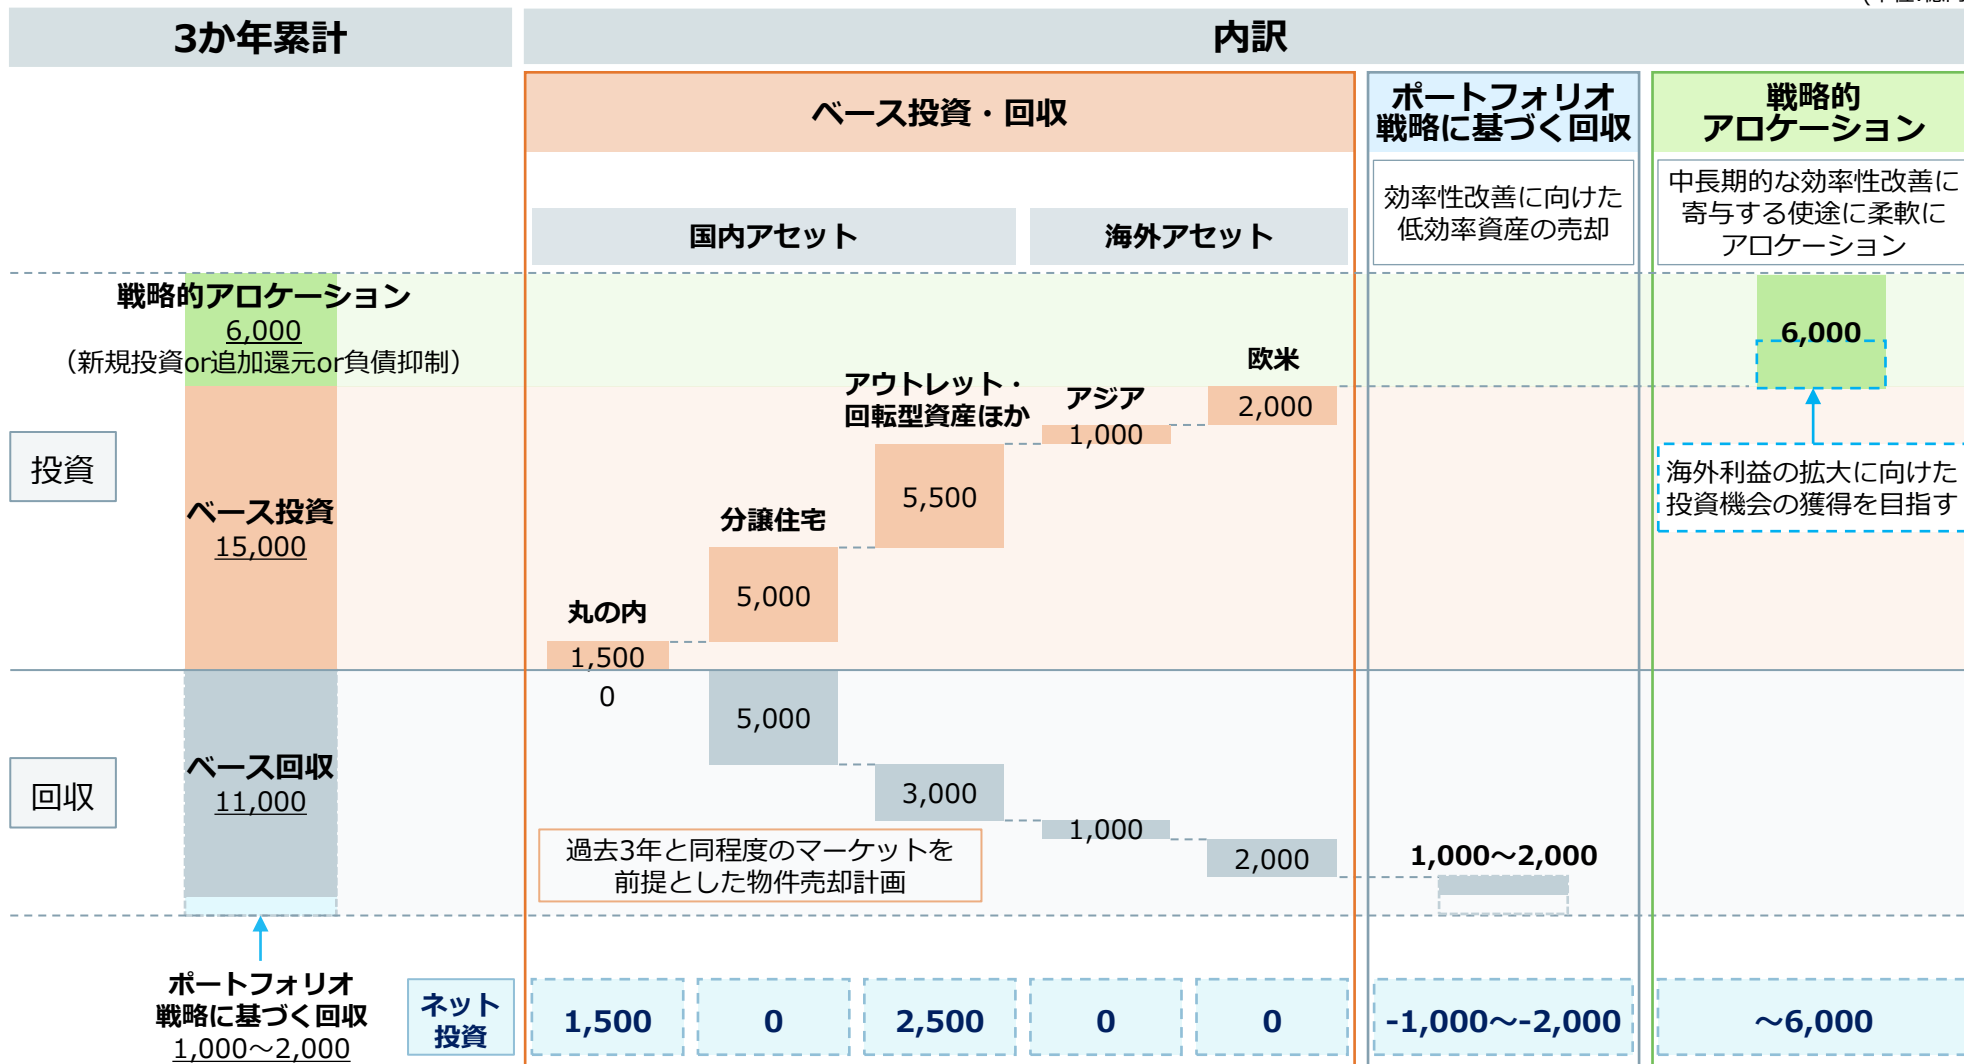 3か年累計
内訳
ベース投資・回収
ポートフォリオ
戦略に基づく回収
戦略的
アロケーション
効率性改善に向けた
低効率資産の売却
中長期的な効率性改善に
寄与する使途に柔軟に
アロケーション
国内アセット
海外アセット
戦略的アロケーション
6,000
（新規投資or追加還元or負債抑制）
投資
ベース投資
15,000
丸の内
1,500
分譲住宅
5,000
アウトレット・
回転型資産ほか
5,500
アジア
1,000
欧米
2,000
6,000
海外利益の拡大に向けた
投資機会の獲得を目指す
回収
ベース回収
11,000
0
5,000
3,000
1,000
2,000
1,000～2,000
過去3年と同程度のマーケットを
前提とした物件売却計画
ポートフォリオ
戦略に基づく回収
1,000～2,000
ネット
投資
1,500
0
2,500
0
0
-1,000～-2,000
～6,000